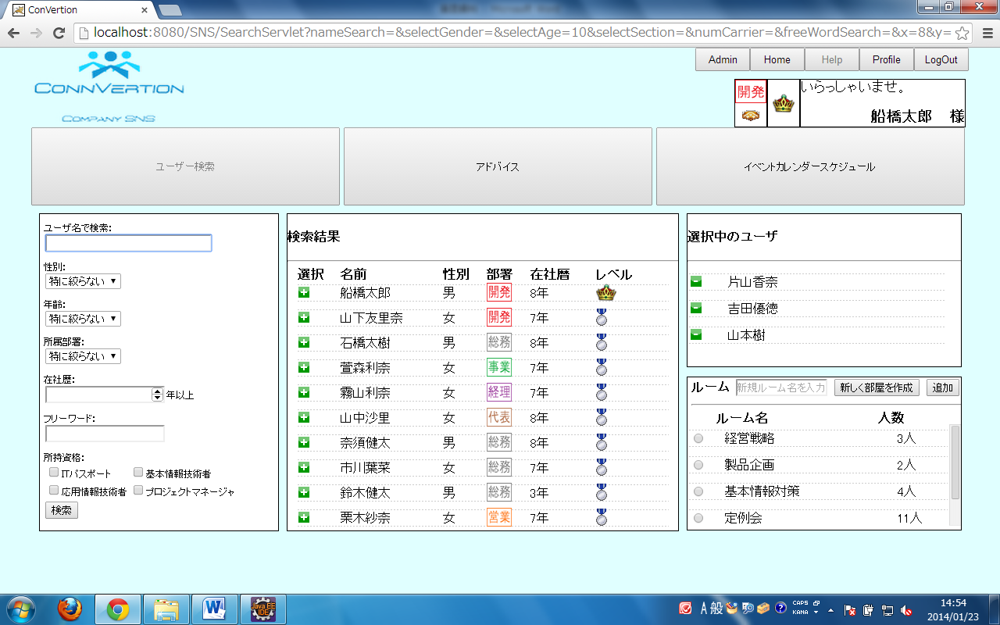 ConVertion
localhost:8080/SNS/SearchServlet?nameSearch=&selectGender=&selectAge=10&selectSection=&numCarrier=&freeWordSearch=&x=8&y=
Admin Home Help Profile LogOut
CONNVERTION
COMPANY SNS
開発 いらっしゃいませ。
船橋太郎 様
ユーザー検索 アドバイス イベントカレンダースケジュール
ユーザ名で検索:
性別:
特に絞らない
年齢:
特に絞らない
所属部署:
特に絞らない
在社歴:
年以上
フリーワード:
所持資格:
ITパスポート 基本情報技術者
応用情報技術者 プロジェクトマネージャ
検索
検索結果
選択 名前 性別 部署 在社暦 レベル
船橋太郎 男 開発 8年
山下友里奈 女 開発 7年
石橋太樹 男 総務 8年
萱森利奈 女 事業 7年
霧山利奈 女 経理 7年
山中沙里 女 代表 8年
奈須健太 男 総務 8年
市川葉菜 女 総務 7年
鈴木健太 男 総務 3年
栗木紗奈 女 営業 7年
選択中のユーザ
片山香奈
吉田優徳
山本樹
ルーム 新規ルーム名を入力 新しく部屋を作成 追加
ルーム名 人数
経営戦略 3人
製品企画 2人
基本情報対策 4人
定例会 11人
Java EE
IDE
A 般
CAPS
KANA
14:54
2014/01/23